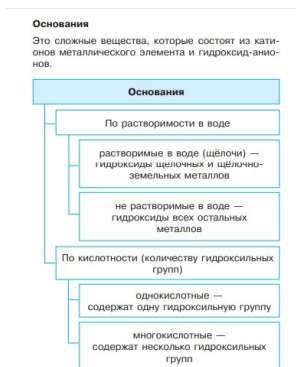 Основания
Это сложные вещества, которые состоят из кати-
онов металлического элемента и гидроксид-анио-
нов.
Основания
По растворимости в воде
растворимые в воде (щёлочи) —
гидроксиды щелочных и щёлочно-
земельных металлов
не растворимые в воде —
гидроксиды всех остальных
металлов
По кислотности (количеству гидроксильных
групп)
однокислотные —
содержат одну гидроксильную группу
многокислотные —
содержат несколько гидроксильных
групп